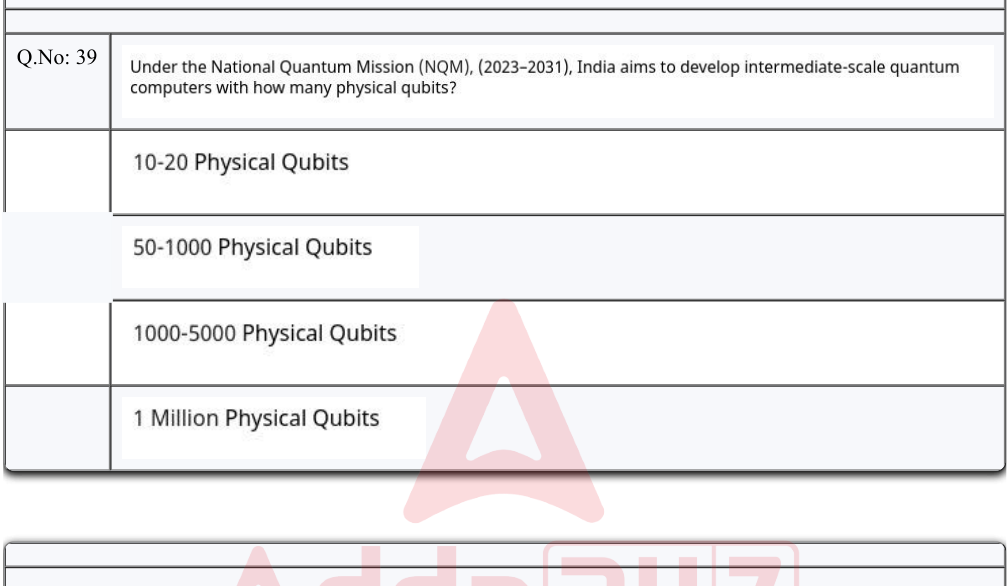 Q.No: 39
Under the National Quantum Mission (NQM), (2023–2031), India aims to develop intermediate-scale quantum
computers with how many physical qubits?
10-20 Physical Qubits
50-1000 Physical Qubits
1000-5000 Physical Qubits
1 Million Physical Qubits
Adda 247